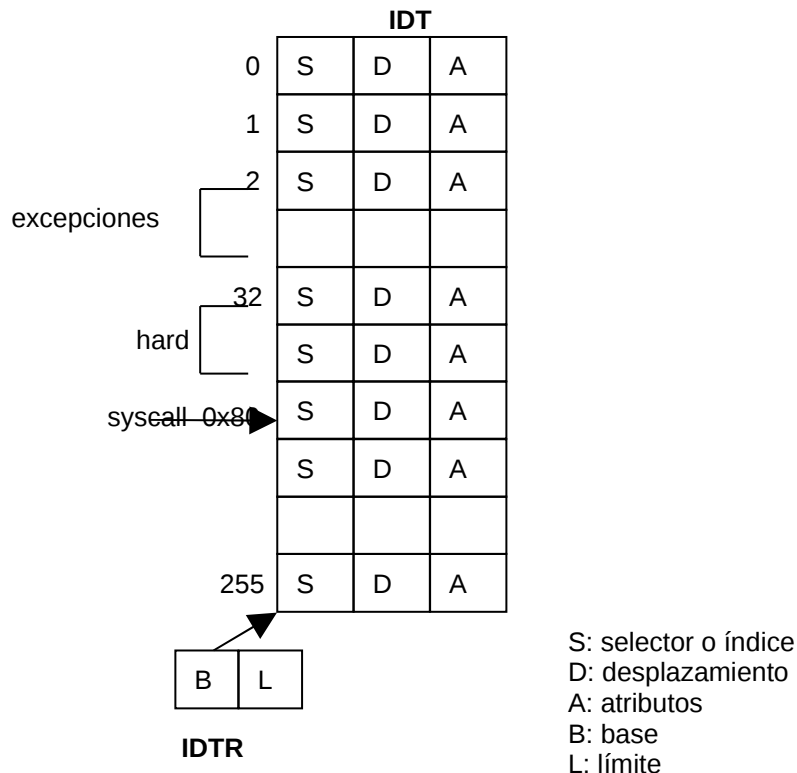 IDT
0 S D A
1 S D A
2 S D A
excepciones
32 S D A
hard S D A
syscall 0x80 S D A
S D A
255 S D A
B L
IDTR
S: selector o índice
D: desplazamiento
A: atributos
B: base
L: límite